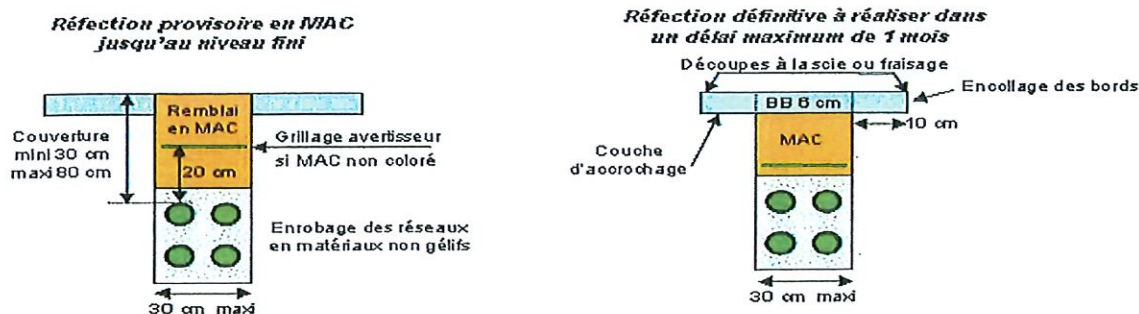 Réfection provisoire en MAC
jusqu'au niveau fini
Remblai
en MAC
Couverture
mini 30 cm
maxi 80 cm
20 cm
Grillage avertisseur
si MAC non coloré
Enrobage des réseaux
en matériaux non gélifs
30 cm maxi
Réfection définitive à réaliser dans
un délai maximum de 1 mois
Découpes à la scie ou fraisage
BB 6 cm
Encollage des bords
10 cm
MAC
Couche
d'accrochage
30 cm maxi